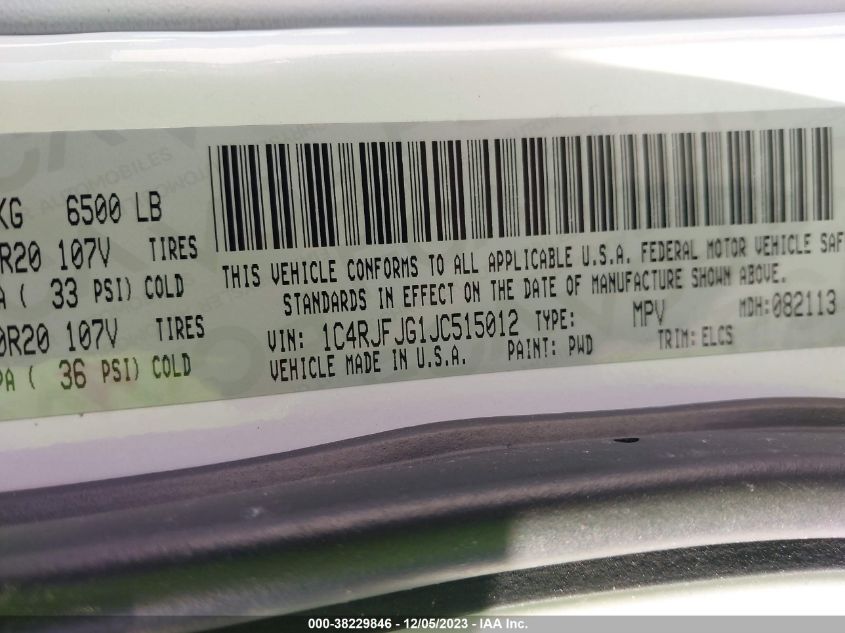 KG 6500 LB
R20 107V TIRES
A ( 33 PSI) COLD
0R20 107V TIRES
PA ( 36 PSI) COLD
THIS VEHICLE CONFORMS TO ALL APPLICABLE U.S.A. FEDERAL MOTOR VEHICLE SAF
STANDARDS IN EFFECT ON THE DATE OF MANUFACTURE SHOWN ABOVE.
VIN: 1C4RJFJG1JC515012 TYPE: MPV MDH:082113
VEHICLE MADE IN U.S.A. PAINT: PWD TRIM: ELCS
000-38229846 - 12/05/2023 - IAA Inc.